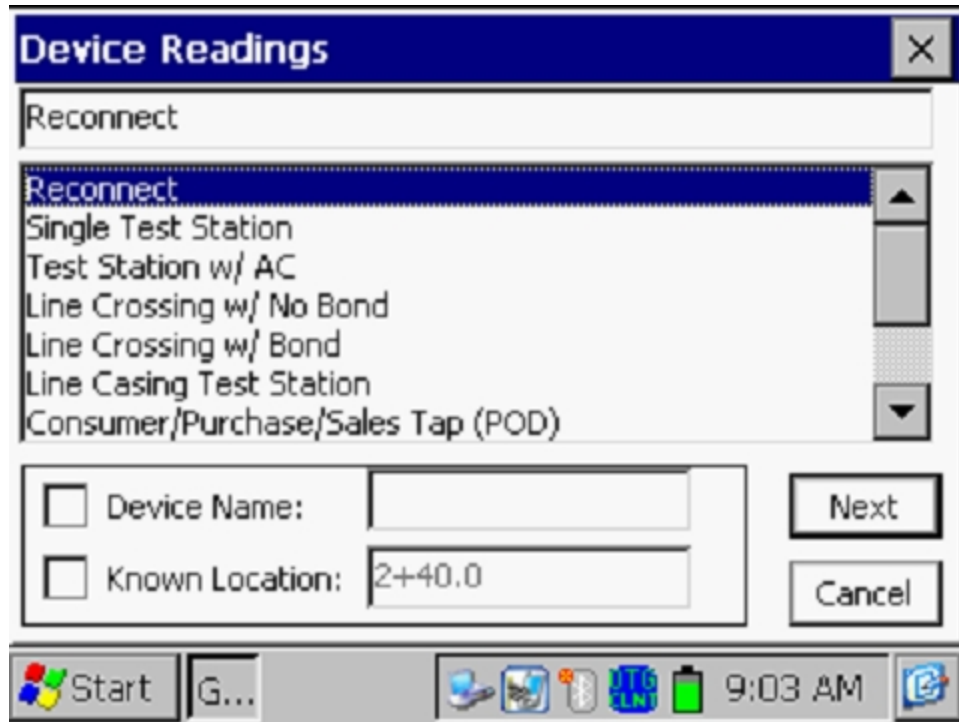 Device Readings
Reconnect
Reconnect
Single Test Station
Test Station w/ AC
Line Crossing w/ No Bond
Line Crossing w/ Bond
Line Casing Test Station
Consumer/Purchase/Sales Tap (POD)
Device Name:
Next
Known Location: 2+40.0
Cancel
Start G... UTG CLNT 9:03 AM